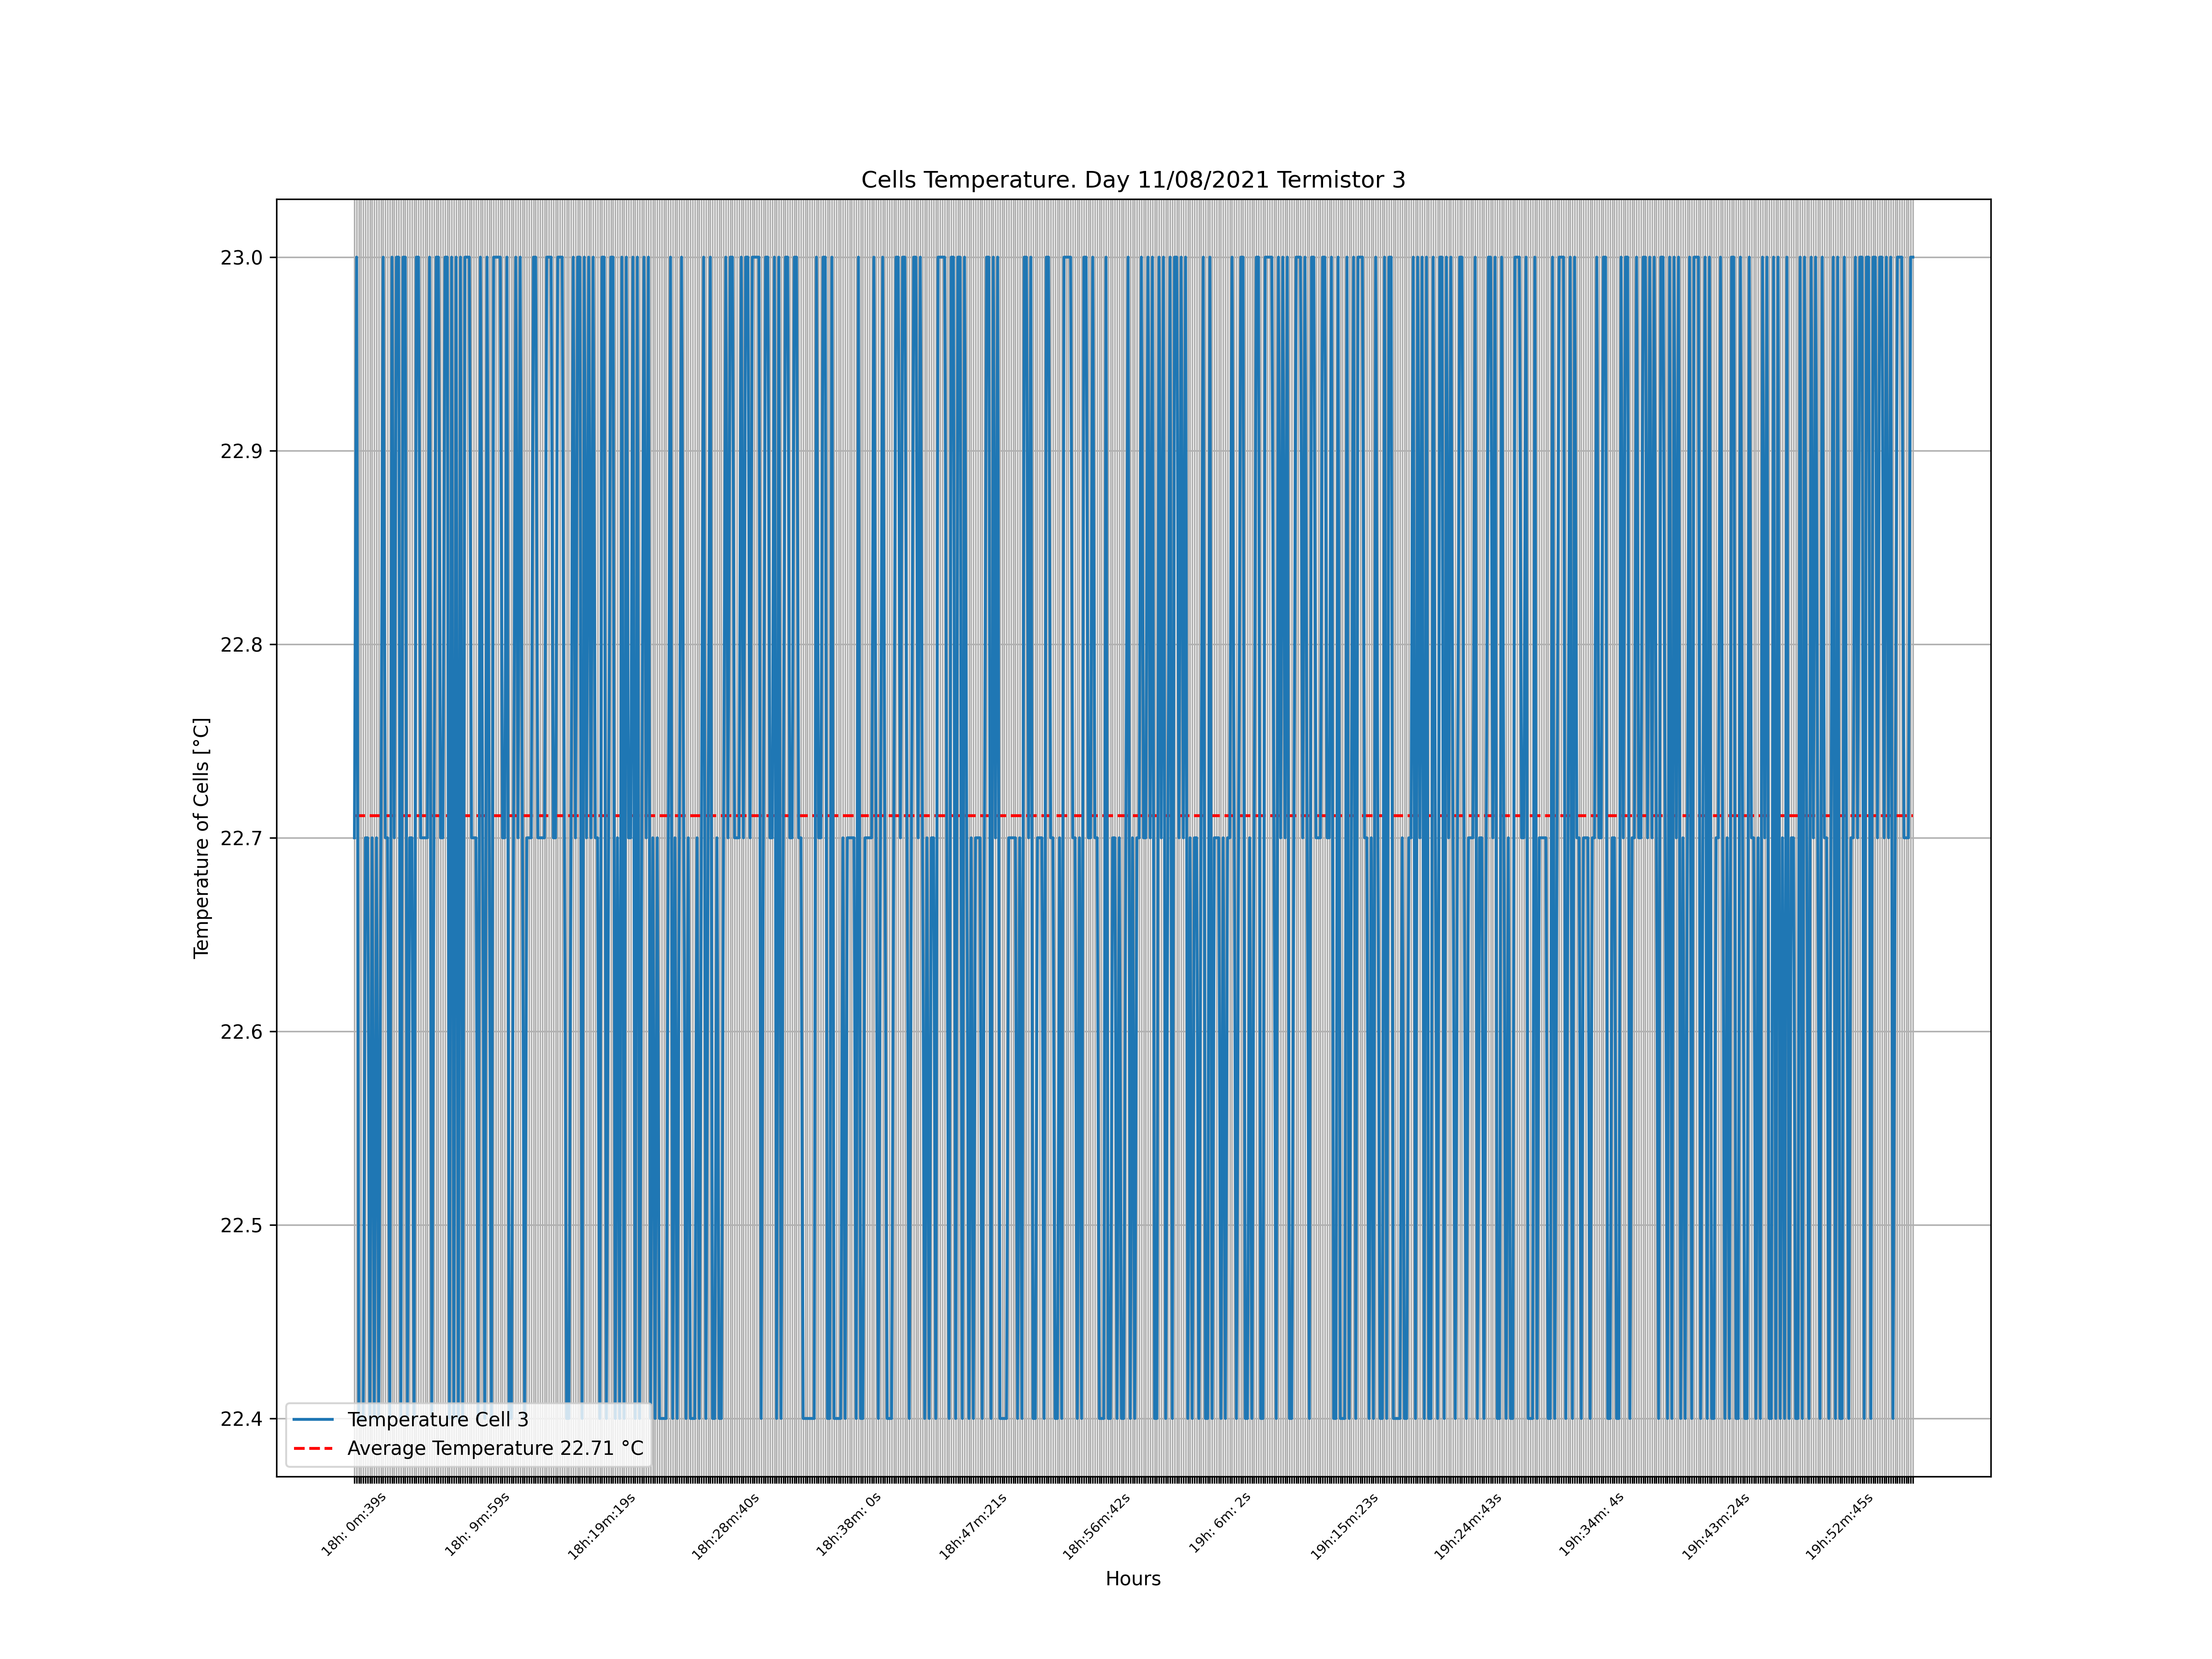 Cells Temperature. Day 11/08/2021 Termistor 3
23.0
22.9
22.8
22.7
22.6
22.5
22.4
Temperature of Cells [°C]
Temperature Cell 3
Average Temperature 22.71 °C
18h: 0m:39s
18h: 9m:59s
18h:19m:19s
18h:28m:40s
18h:38m: 0s
18h:47m:21s
18h:56m:42s
19h: 6m: 2s
19h:15m:23s
19h:24m:43s
19h:34m: 4s
19h:43m:24s
19h:52m:45s
Hours